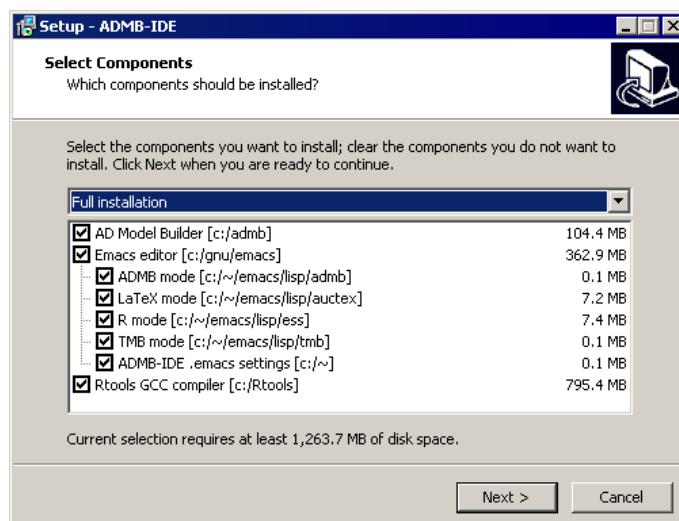 Setup - ADMB-IDE
Select Components
Which components should be installed?
Select the components you want to install; clear the components you do not want to
install. Click Next when you are ready to continue.
Full installation
AD Model Builder [c:/admb] 104.4 MB
Emacs editor [c:/gnu/emacs] 362.9 MB
ADMB mode [c:/~/emacs/lisp/admb] 0.1 MB
LaTeX mode [c:/~/emacs/lisp/auctex] 7.2 MB
R mode [c:/~/emacs/lisp/ess] 7.4 MB
TMB mode [c:/~/emacs/lisp/tmb] 0.1 MB
ADMB-IDE .emacs settings [c:/~] 0.1 MB
Rtools GCC compiler [c:/Rtools] 795.4 MB
Current selection requires at least 1,263.7 MB of disk space.
Next > Cancel